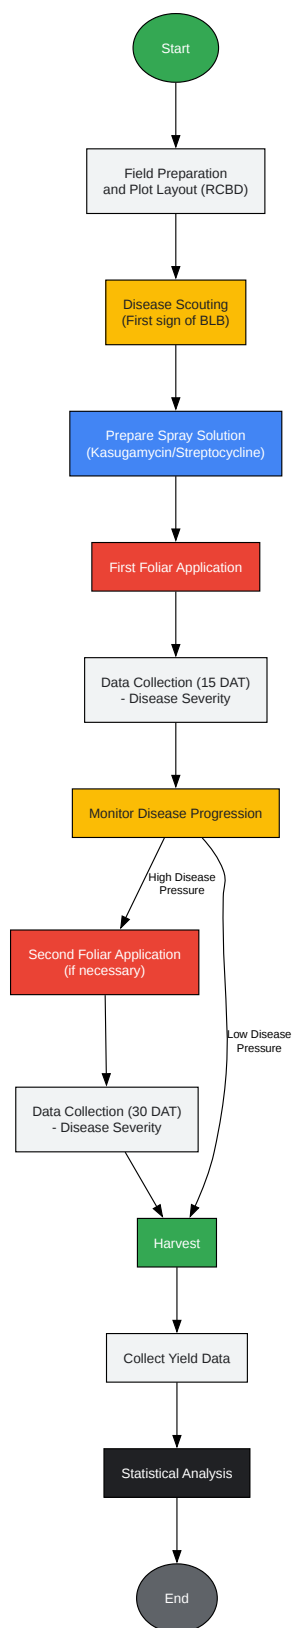 Start
Field Preparation
and Plot Layout (RCBD)
Disease Scouting
(First sign of BLB)
Prepare Spray Solution
(Kasugamycin/Streptocycline)
First Foliar Application
Data Collection (15 DAT)
- Disease Severity
Monitor Disease Progression
High Disease
Pressure
Second Foliar Application
(if necessary)
Low Disease
Pressure
Data Collection (30 DAT)
- Disease Severity
Harvest
Collect Yield Data
Statistical Analysis
End